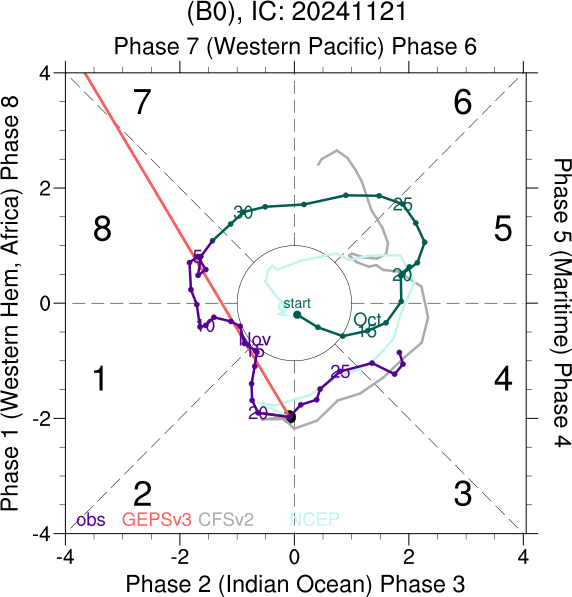 (B0), IC: 20241121
Phase 7 (Western Pacific) Phase 6
4
7
6
30
25
Phase 1 (Western Hem, Africa) Phase 8
Phase 5 (Maritime) Phase 4
2
8
5
5
20
start
0
Oct
15
Nov
15
1
4
25
20
-2
2
3
obs GEPSv3 CFSv2 NCEP
-4
-4 -2 0 2 4
Phase 2 (Indian Ocean) Phase 3